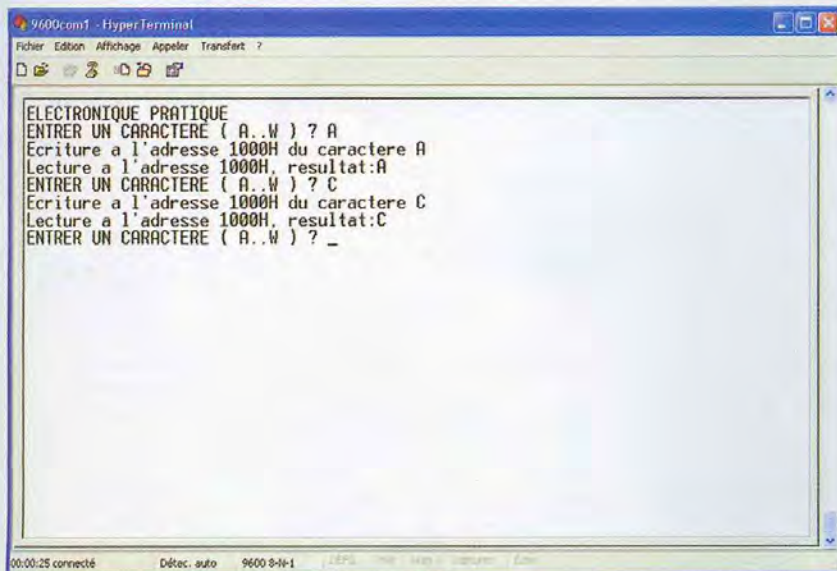 9600com1 - HyperTerminal
Fichier Edition Affichage Appeler Transfert ?
ELECTRONIQUE PRATIQUE
ENTRER UN CARACTERE ( A..W ) ? A
Ecriture a l'adresse 1000H du caractere A
Lecture a l'adresse 1000H, resultat:A
ENTRER UN CARACTERE ( A..W ) ? C
Ecriture a l'adresse 1000H du caractere C
Lecture a l'adresse 1000H, resultat:C
ENTRER UN CARACTERE ( A..W ) ? _
00:00:25 connecté Détec. auto 9600 8-N-1